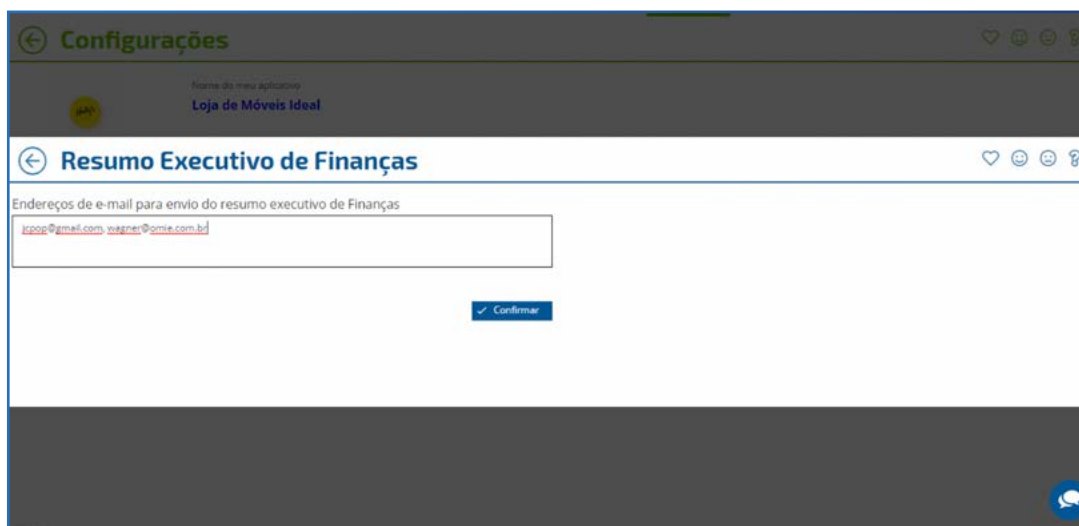 Configurações
Nome do meu aplicativo
Loja de Móveis Ideal
Resumo Executivo de Finanças
Endereços de e-mail para envio do resumo executivo de Finanças
jcpop@gmail.com, wagner@omie.com.br
Confirmar